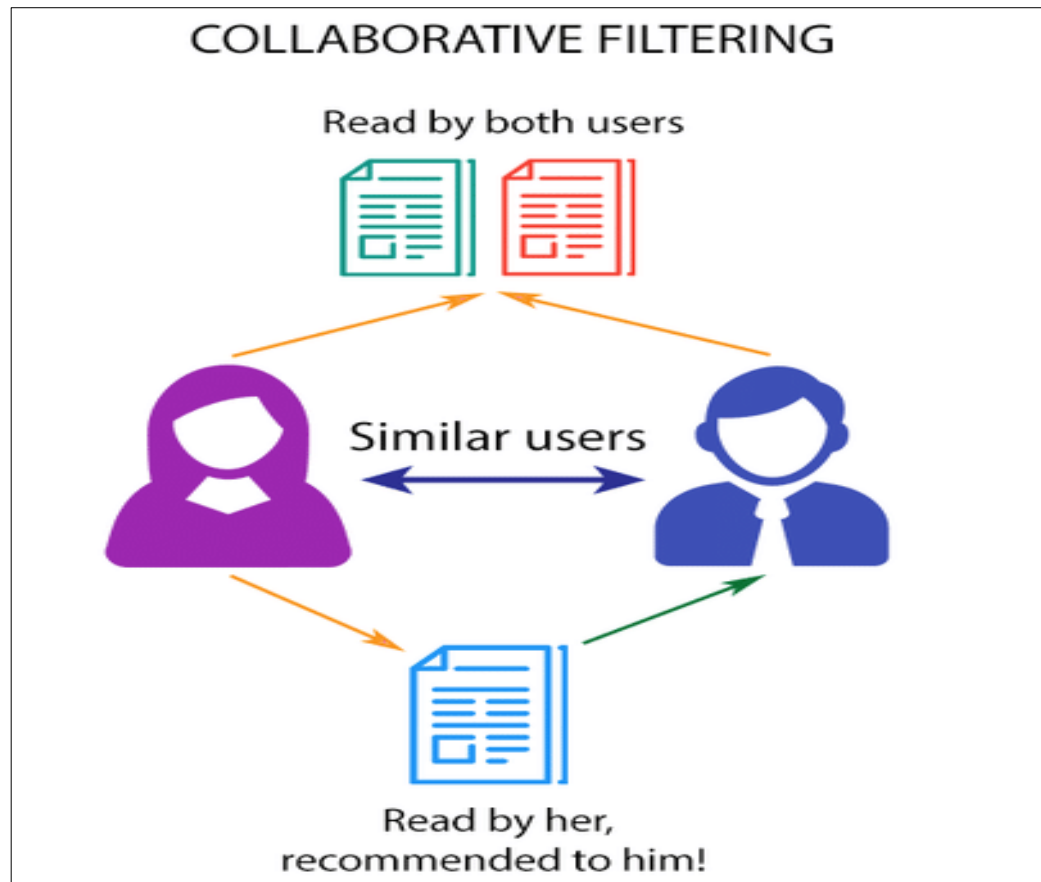 COLLABORATIVE FILTERING
Read by both users
Similar users
Read by her,
recommended to him!